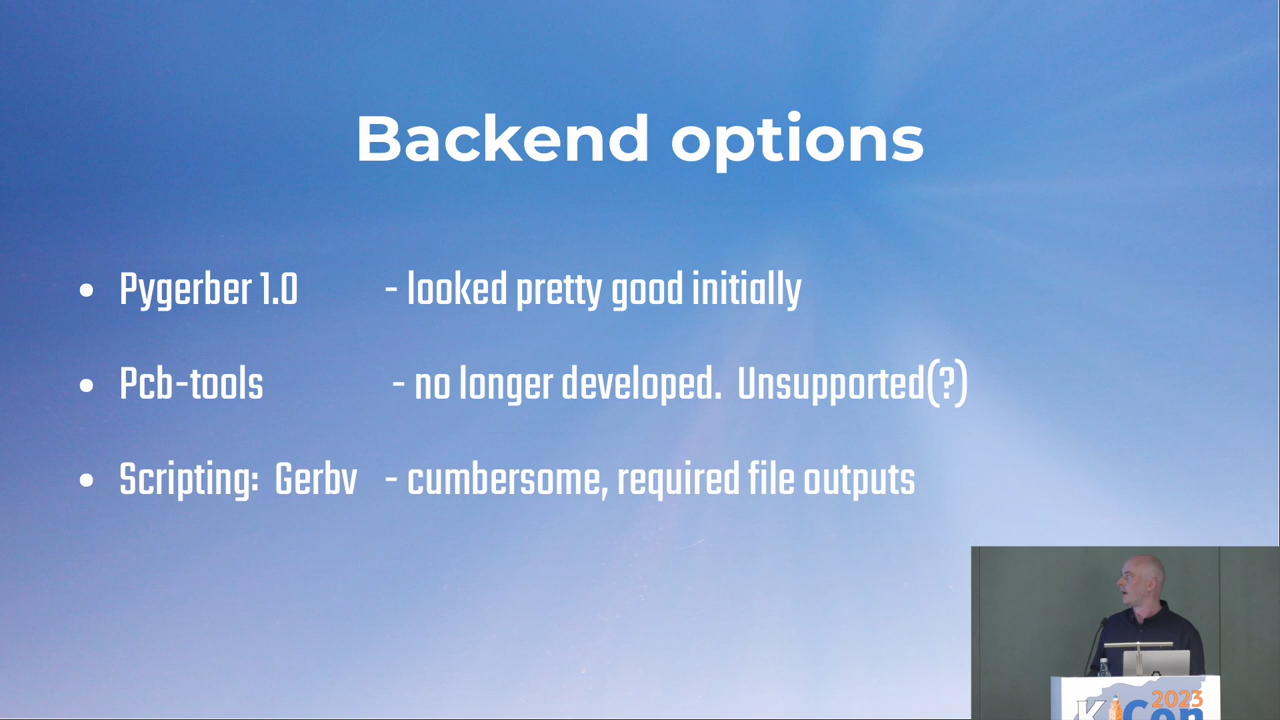 Backend options
• Pygerber 1.0 - looked pretty good initially
• Pcb-tools - no longer developed. Unsupported(?)
• Scripting: Gerbv - cumbersome, required file outputs
2023
KiCon